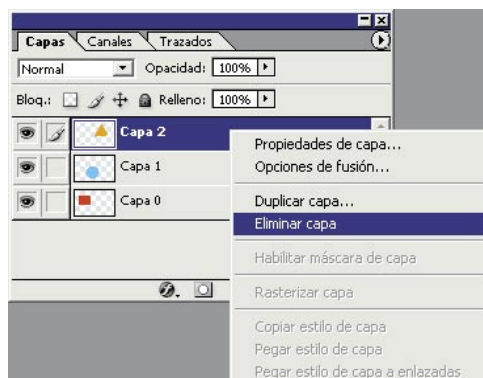 Capas Canales Trazados
Normal Opacidad: 100%
Bloq.: Relleno: 100%
Capa 2
Capa 1
Capa 0
Propiedades de capa...
Opciones de fusión...
Duplicar capa...
Eliminar capa
Habilitar máscara de capa
Rasterizar capa
Copiar estilo de capa
Pegar estilo de capa
Pegar estilo de capa a enlazadas